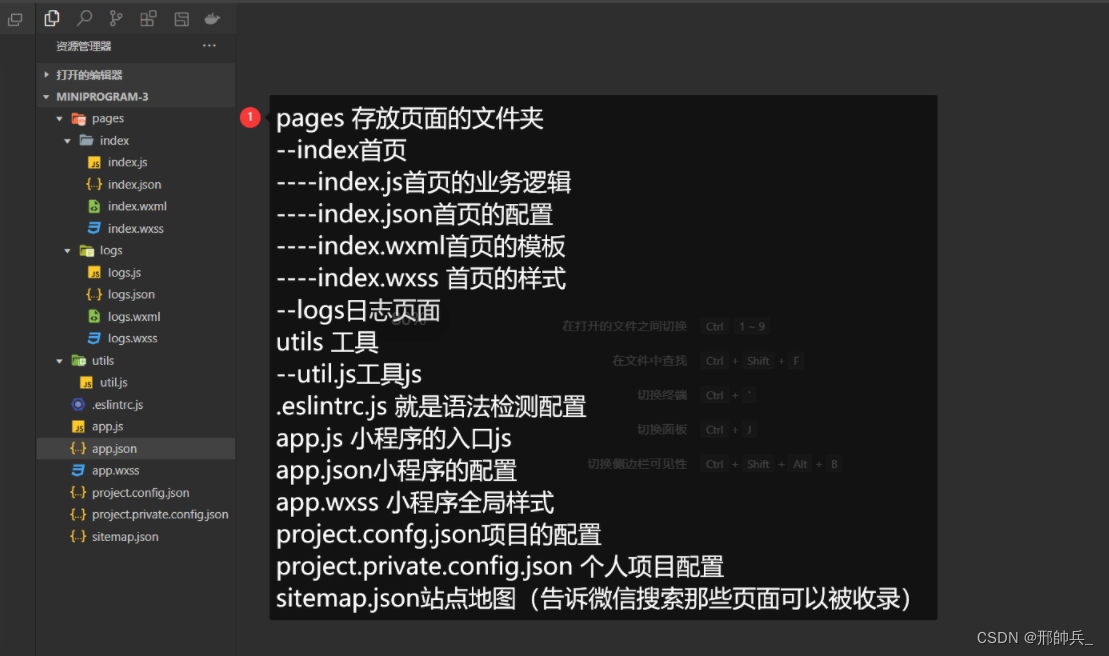 资源管理器
打开的编辑器
MINIPROGRAM-3
pages
index
index.js
index.json
index.wxml
index.wxss
logs
logs.js
logs.json
logs.wxml
logs.wxss
utils
util.js
.eslintrc.js
app.js
app.json
app.wxss
project.config.json
project.private.config.json
sitemap.json
1
pages 存放页面的文件夹
--index首页
----index.js首页的业务逻辑
----index.json首页的配置
----index.wxml首页的模板
----index.wxss 首页的样式
--logs日志页面
utils 工具
--util.js工具js
.eslintrc.js 就是语法检测配置
app.js 小程序的入口js
app.json小程序的配置
app.wxss 小程序全局样式
project.confg.json项目的配置
project.private.config.json 个人项目配置
sitemap.json站点地图（告诉微信搜索那些页面可以被收录）
在打开的文件之间切换 Ctrl 1 ~ 9
在文件中查找 Ctrl + Shift + F
切换终端 Ctrl + `
切换面板 Ctrl + J
切换侧边栏可见性 Ctrl + Shift + Alt + B
CSDN @邢帥兵_